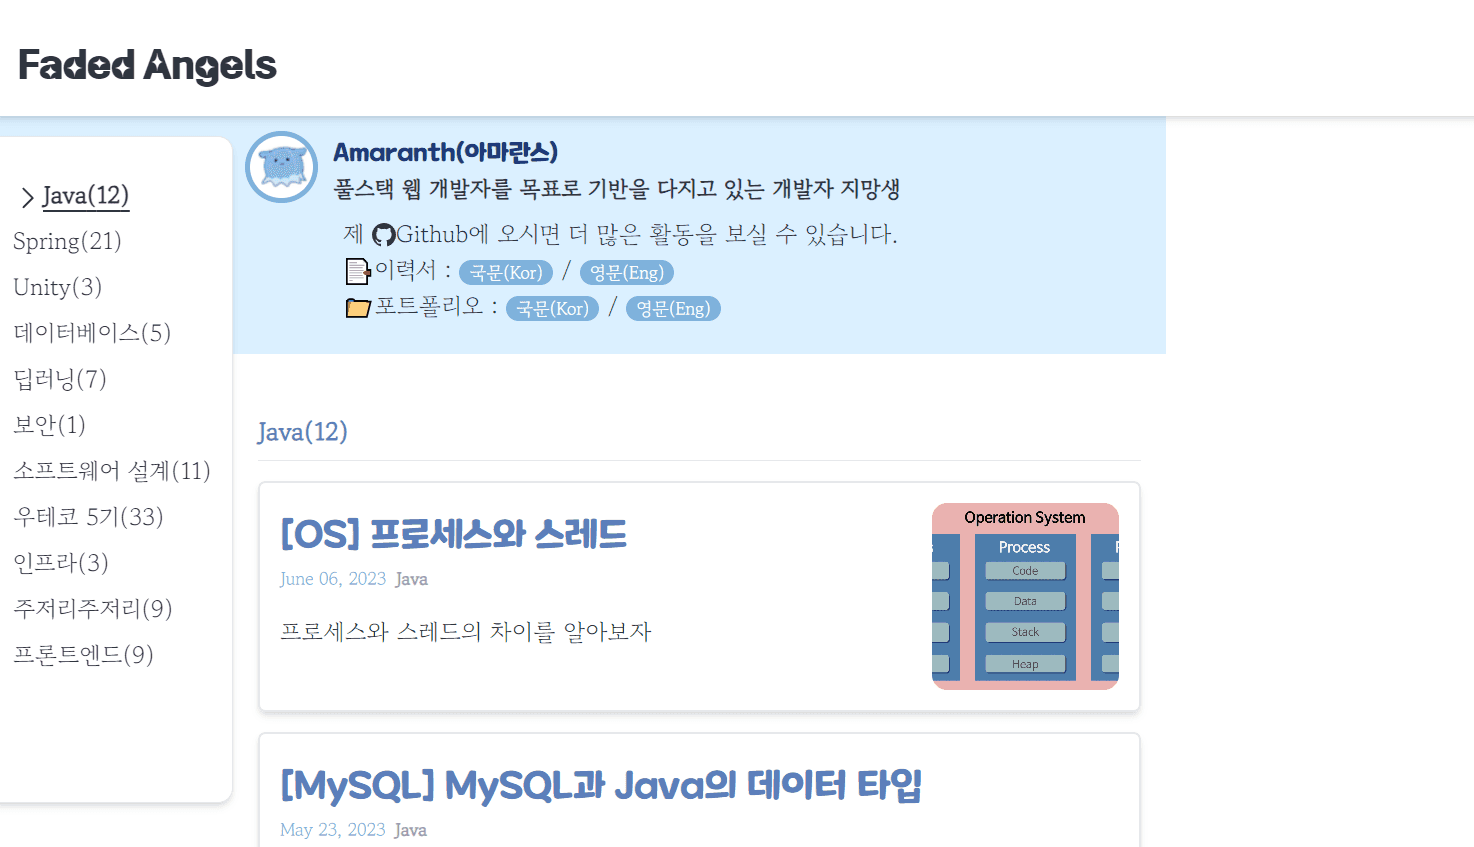 Faded Angels
Java(12)
Spring(21)
Unity(3)
데이터베이스(5)
딥러닝(7)
보안(1)
소프트웨어 설계(11)
우테코 5기(33)
인프라(3)
주저리주저리(9)
프론트엔드(9)
Amaranth(아마란스)
풀스택 웹 개발자를 목표로 기반을 다지고 있는 개발자 지망생
제 Github에 오시면 더 많은 활동을 보실 수 있습니다.
이력서 : 국문(Kor) / 영문(Eng)
포트폴리오 : 국문(Kor) / 영문(Eng)
Java(12)
[OS] 프로세스와 스레드
June 06, 2023 Java
프로세스와 스레드의 차이를 알아보자
Operation System
Process
Code
Data
Stack
Heap
[MySQL] MySQL과 Java의 데이터 타입
May 23, 2023 Java